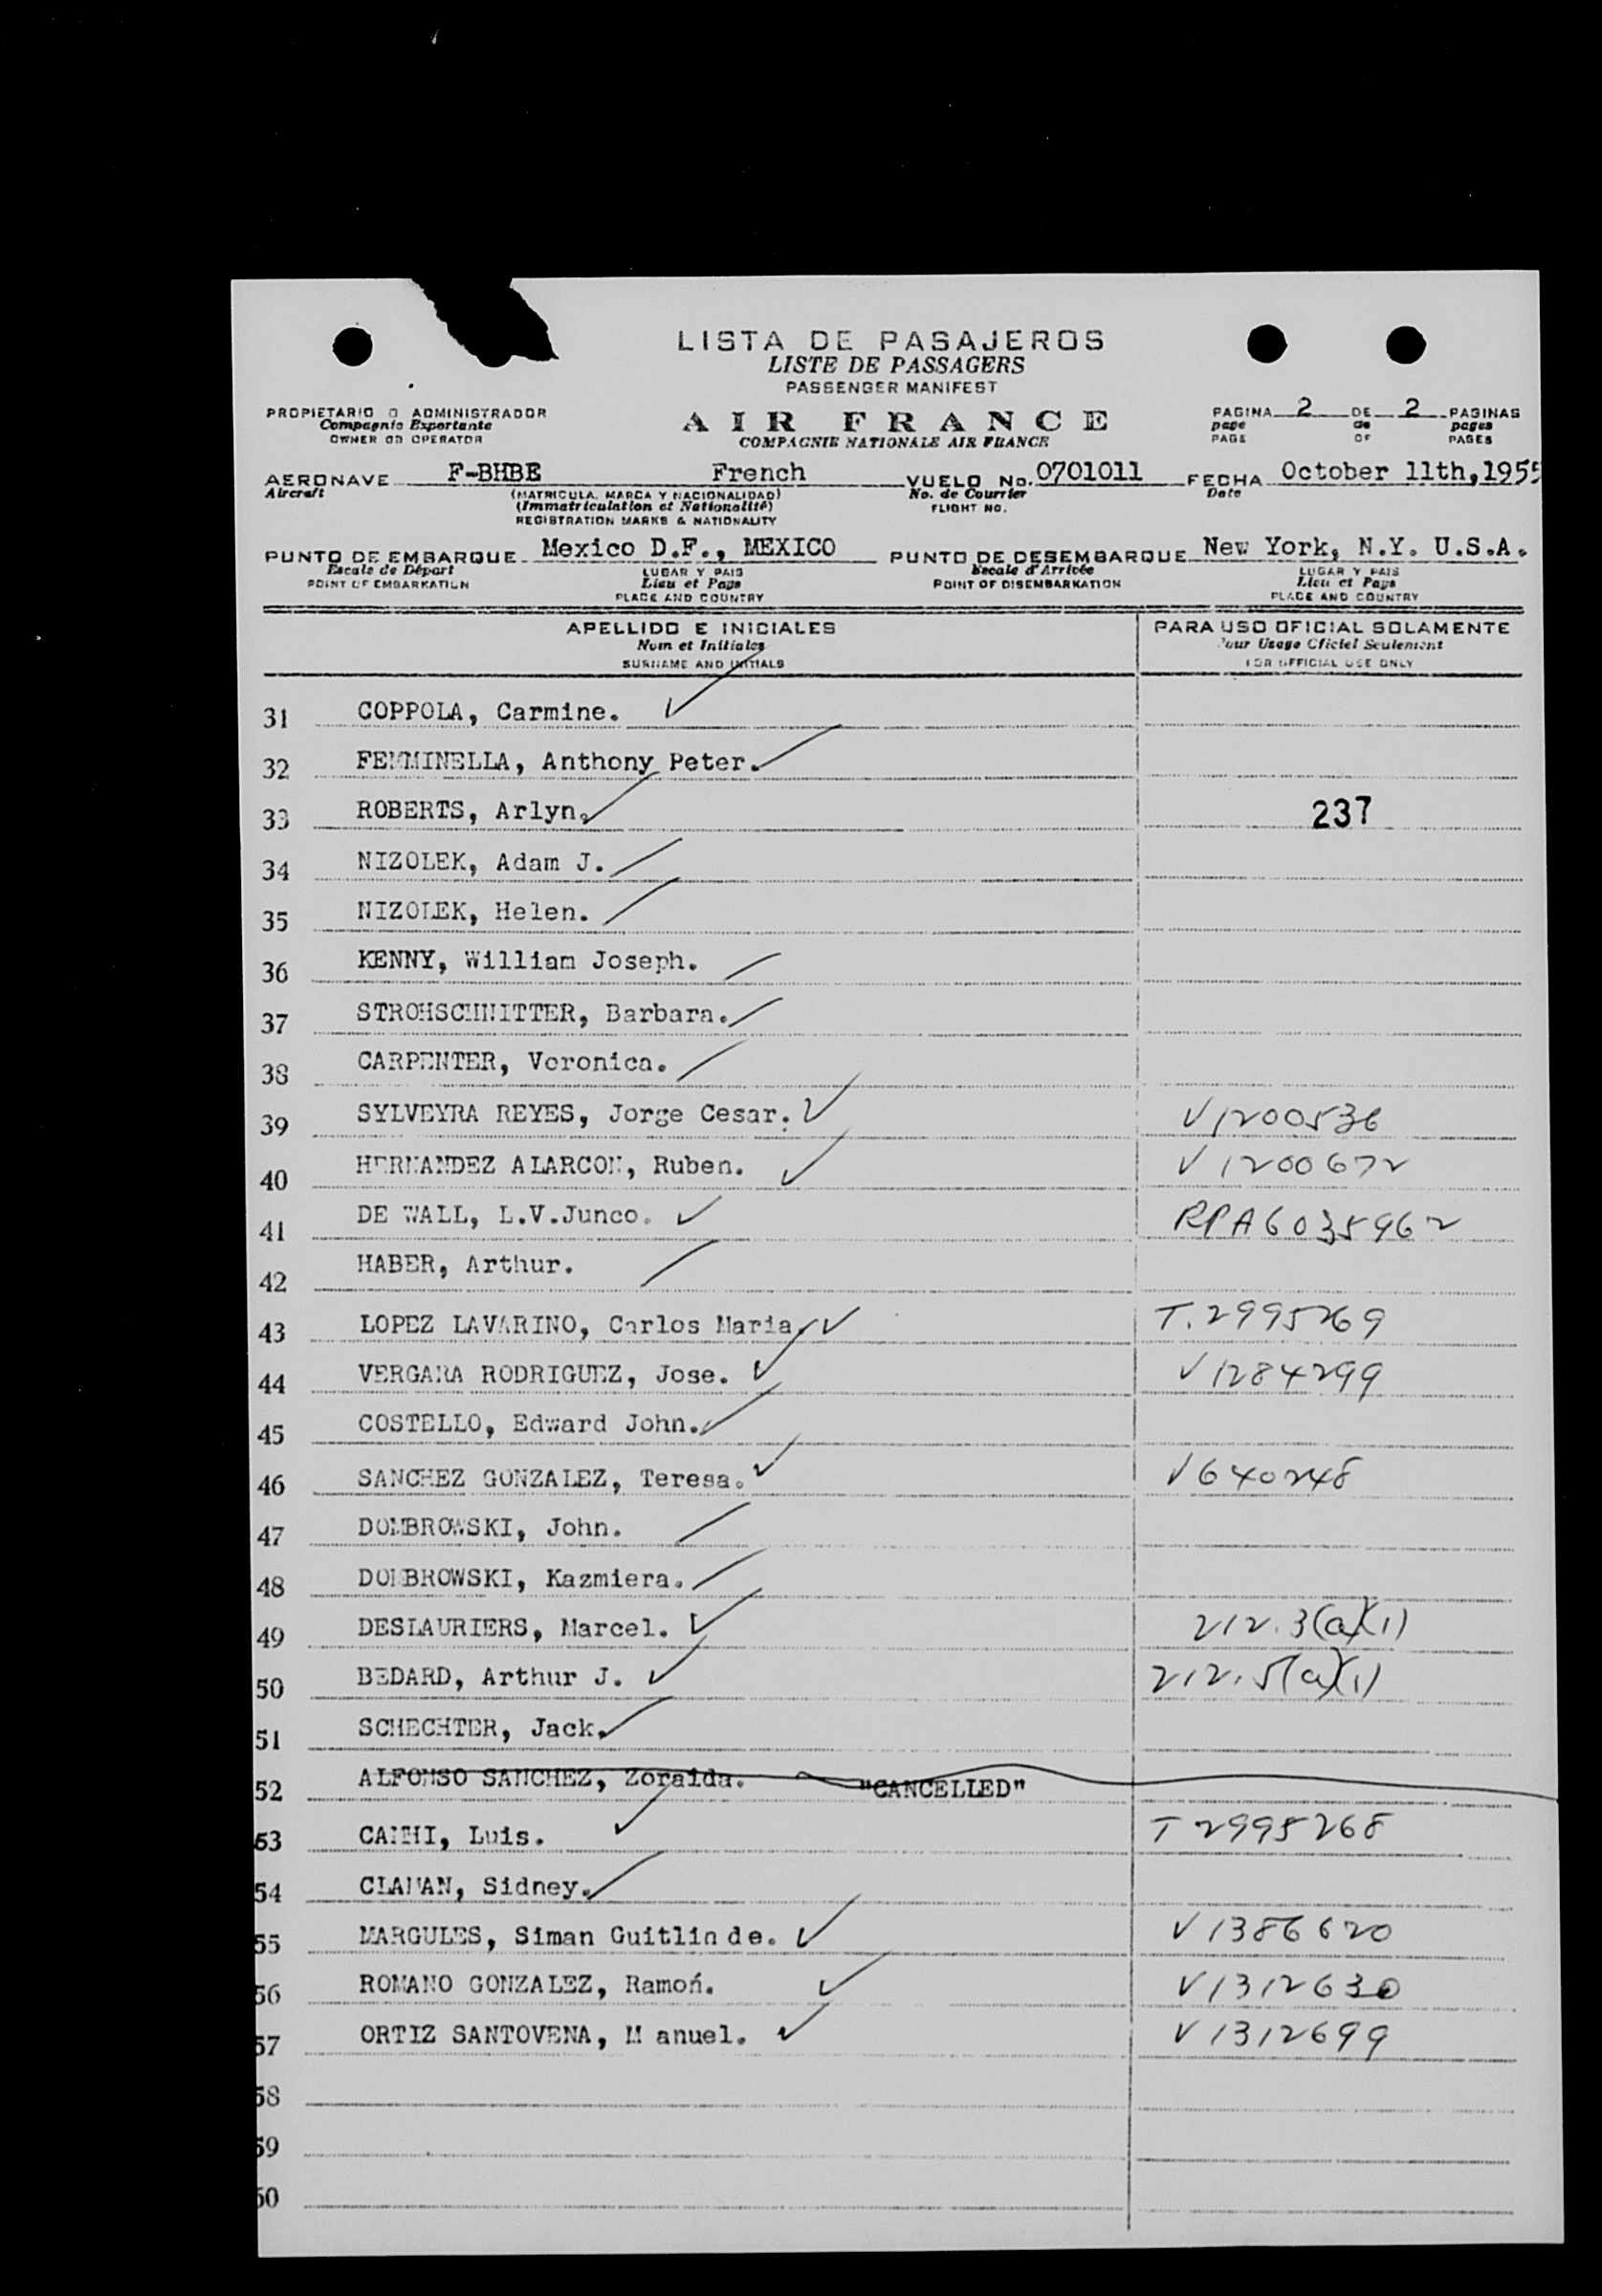 LISTA DE PASAJEROS
LISTE DE PASSAGERS
PASSENGER MANIFEST
PROPIETARIO O ADMINISTRADOR
Compagnie Exportante
OWNER OR OPERATOR
AIR FRANCE
COMPAGNIE NATIONALE AIR FRANCE
PAGINA 2 DE 2 PAGINAS
page de pages
PAGE OF PAGES
AERONAVE F-BHBE French VUELO No. 0701011 FECHA October 11th, 1955
Aircraft (MATRICULA, MARCA Y NACIONALIDAD) No. de Courrier Date
(Immatriculation et Nationalité) FLIGHT NO.
REGISTRATION MARKS & NATIONALITY
PUNTO DE EMBARQUE Mexico D.F., MEXICO PUNTO DE DESEMBARQUE New York, N.Y. U.S.A.
Escale de Départ LUGAR Y PAIS Escale d'Arrivée LUGAR Y PAIS
POINT OF EMBARKATION Lieu et Pays POINT OF DISEMBARKATION Lieu et Pays
PLACE AND COUNTRY PLACE AND COUNTRY
APELLIDO E INICIALES PARA USO OFICIAL SOLAMENTE
Nom et Initiales Pour Usage Officiel Seulement
SURNAME AND INITIALS FOR OFFICIAL USE ONLY
31 COPPOLA, Carmine.
32 FEMMINELLA, Anthony Peter.
33 ROBERTS, Arlyn. 237
34 NIZOLEK, Adam J.
35 NIZOLEK, Helen.
36 KENNY, William Joseph.
37 STROHSCHNITTER, Barbara.
38 CARPENTER, Veronica.
39 SYLVEYRA REYES, Jorge Cesar. V1200536
40 HERNANDEZ ALARCON, Ruben. V1200672
41 DE WALL, L.V.Junco. RPA6035962
42 HABER, Arthur.
43 LOPEZ LAVARINO, Carlos Maria. T.2995269
44 VERGARA RODRIGUEZ, Jose. V1284299
45 COSTELLO, Edward John.
46 SANCHEZ GONZALEZ, Teresa. V640248
47 DOMBROWSKI, John.
48 DOMBROWSKI, Kazmiera.
49 DESLAURIERS, Marcel. 212.3(a)(1)
50 BEDARD, Arthur J. 212.5(a)(1)
51 SCHECHTER, Jack.
52 ALFONSO SANCHEZ, Zoraida. "CANCELLED"
53 Luis. T2995268
54 CLAMAN, Sidney.
55 MARGULES, Siman Guitlin de. V1386620
56 ROMANO GONZALEZ, Ramoń. V1312630
57 ORTIZ SANTOVENA, M anuel. V1312699
58
59
60